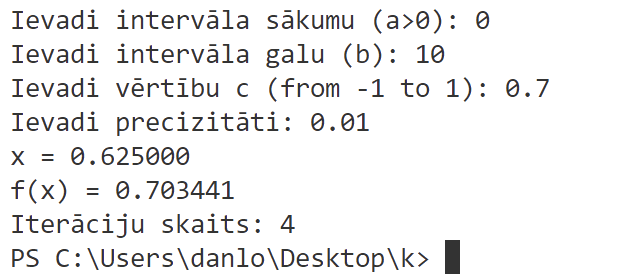 Ievadi intervāla sākumu (a>0): 0
Ievadi intervāla galu (b): 10
Ievadi vērtību c (from -1 to 1): 0.7
Ievadi precizitāti: 0.01
x = 0.625000
f(x) = 0.703441
Iterāciju skaits: 4
PS C:\Users\danlo\Desktop\k>